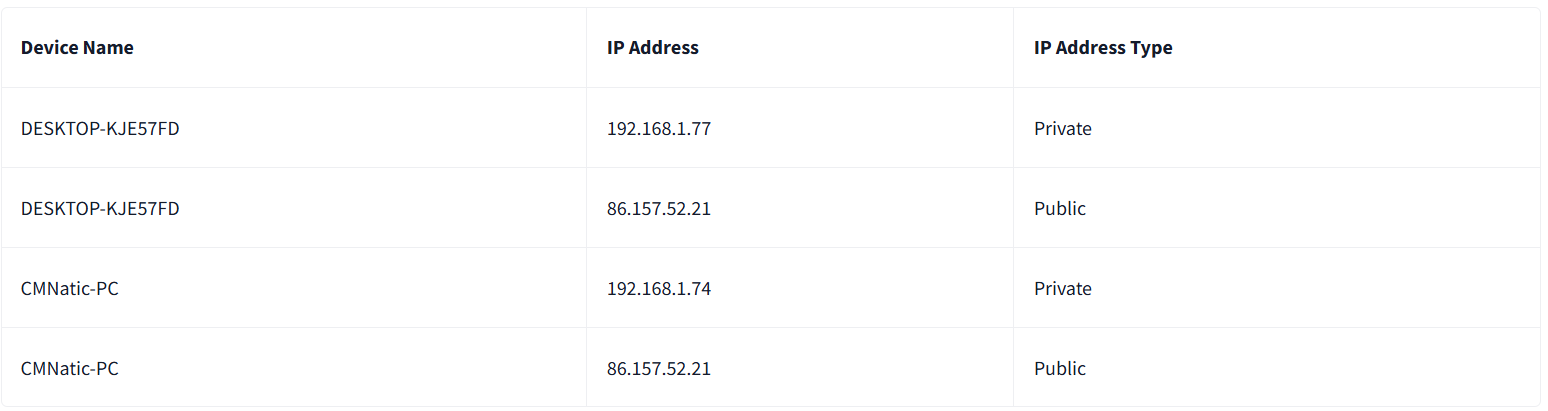 Device Name IP Address IP Address Type
DESKTOP-KJE57FD 192.168.1.77 Private
DESKTOP-KJE57FD 86.157.52.21 Public
CMNatic-PC 192.168.1.74 Private
CMNatic-PC 86.157.52.21 Public